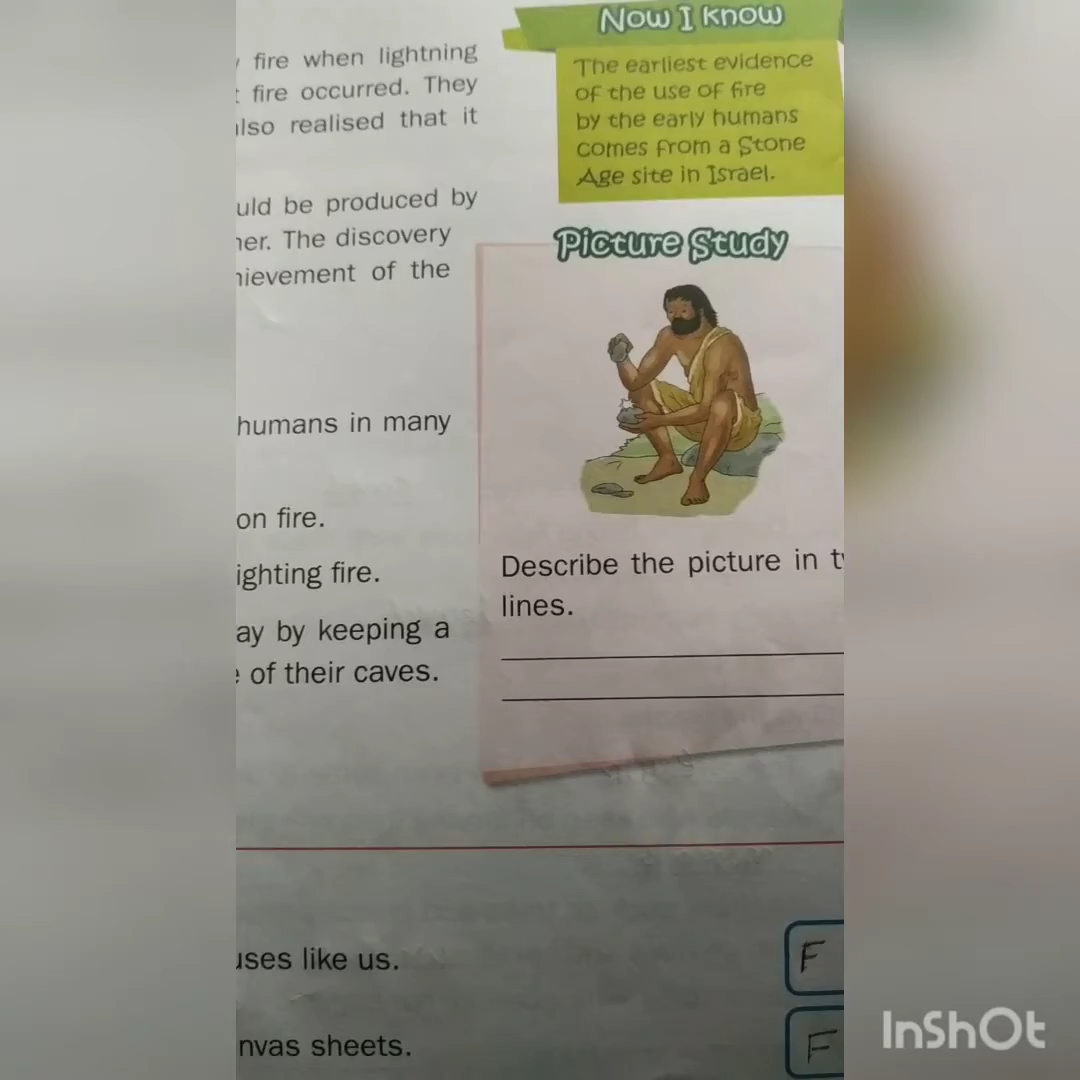 fire when lightning
fire occurred. They
also realised that it
uld be produced by
her. The discovery
hievement of the
humans in many
on fire.
ighting fire.
ay by keeping a
of their caves.
Now I know
The earliest evidence
of the use of fire
by the early humans
comes from a Stone
Age site in Israel.
Picture Study
Describe the picture in
lines.
uses like us.
F
nvas sheets.
F
InShOt